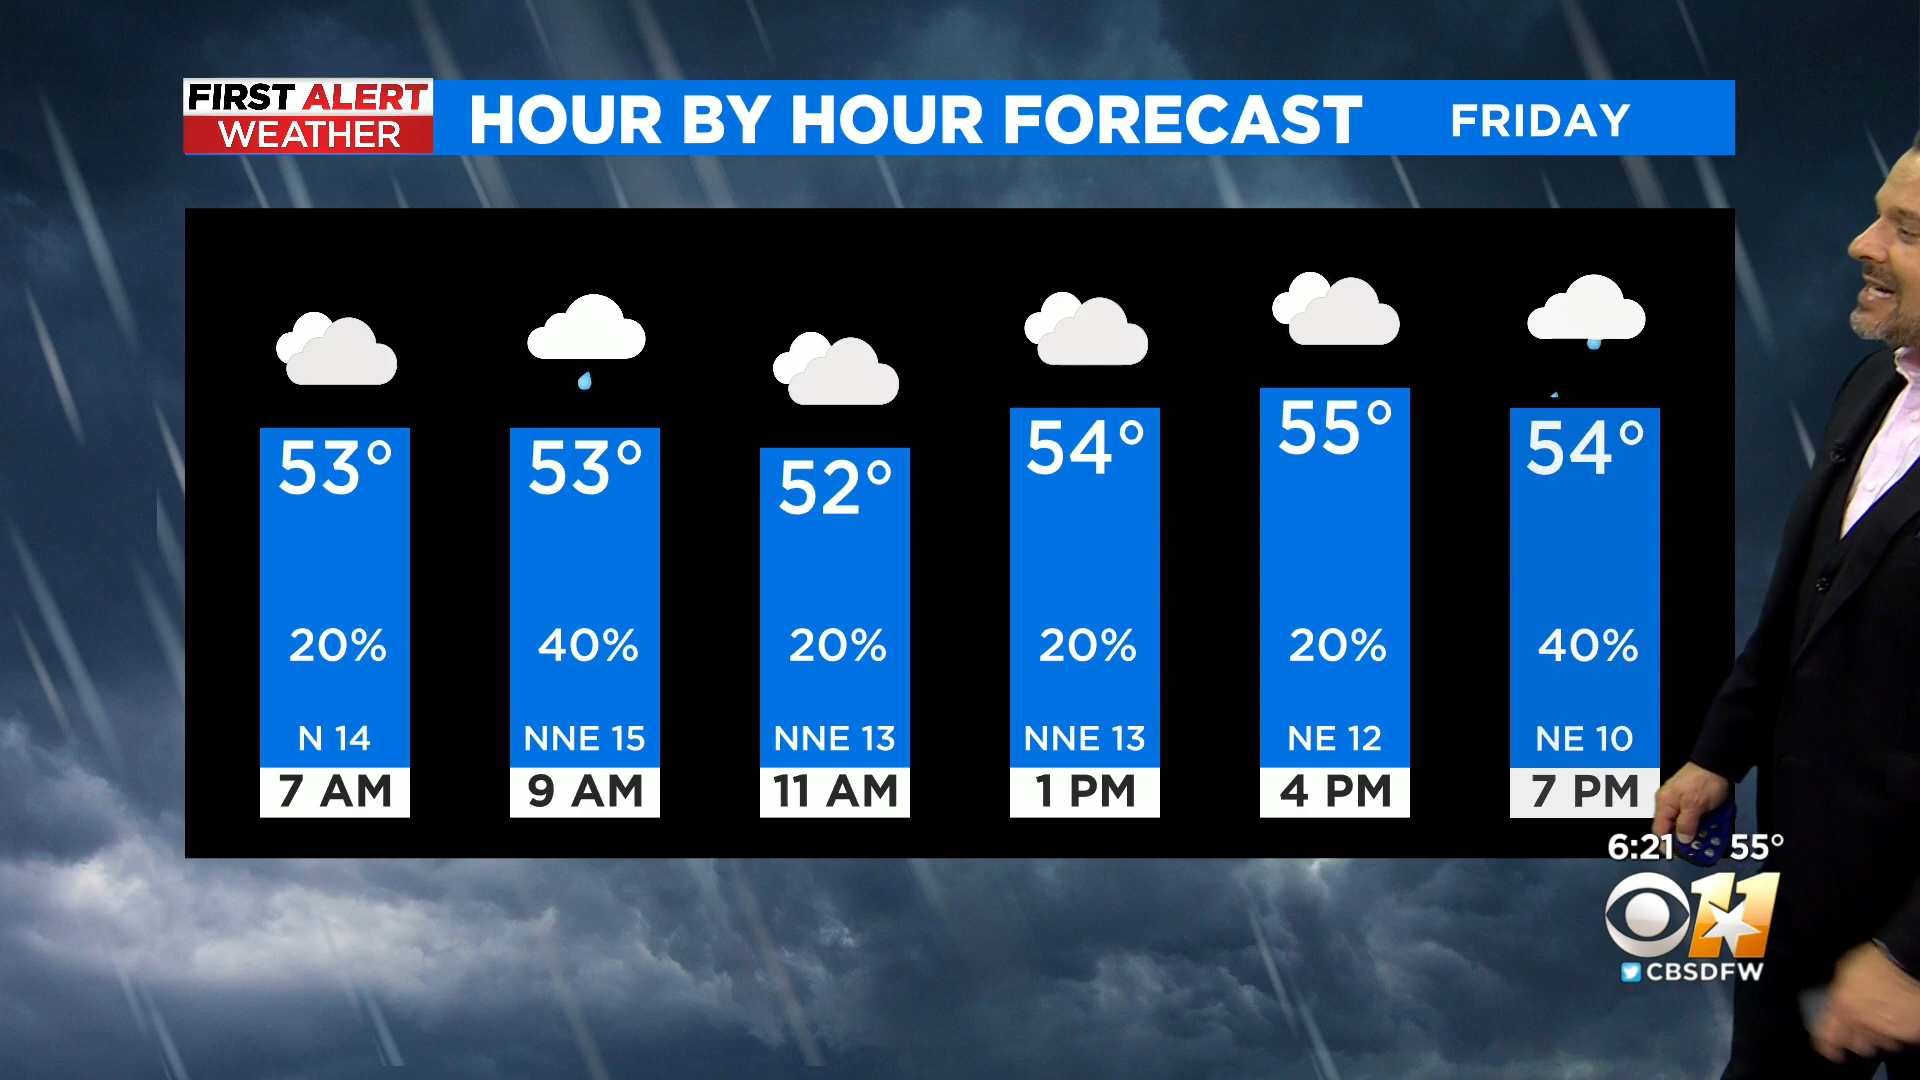 FIRST ALERT
WEATHER
HOUR BY HOUR FORECAST FRIDAY
53° 53° 52° 54° 55° 54°
20% 40% 20% 20% 20% 40%
N 14 NNE 15 NNE 13 NNE 13 NE 12 NE 10
7 AM 9 AM 11 AM 1 PM 4 PM 7 PM
6:21 55°
11
CBSDFW